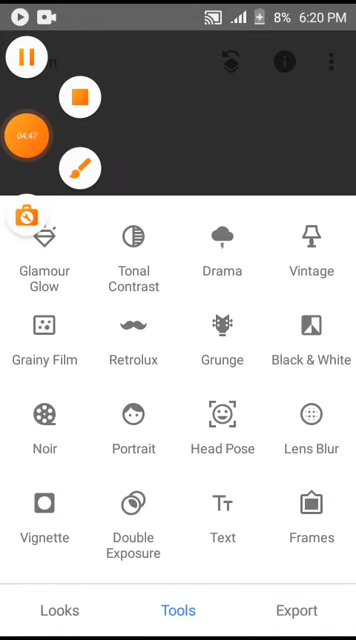 8% 6:20 PM
04:47
Glamour Glow
Tonal Contrast
Drama
Vintage
Grainy Film
Retrolux
Grunge
Black & White
Noir
Portrait
Head Pose
Lens Blur
Vignette
Double Exposure
Text
Frames
Looks
Tools
Export